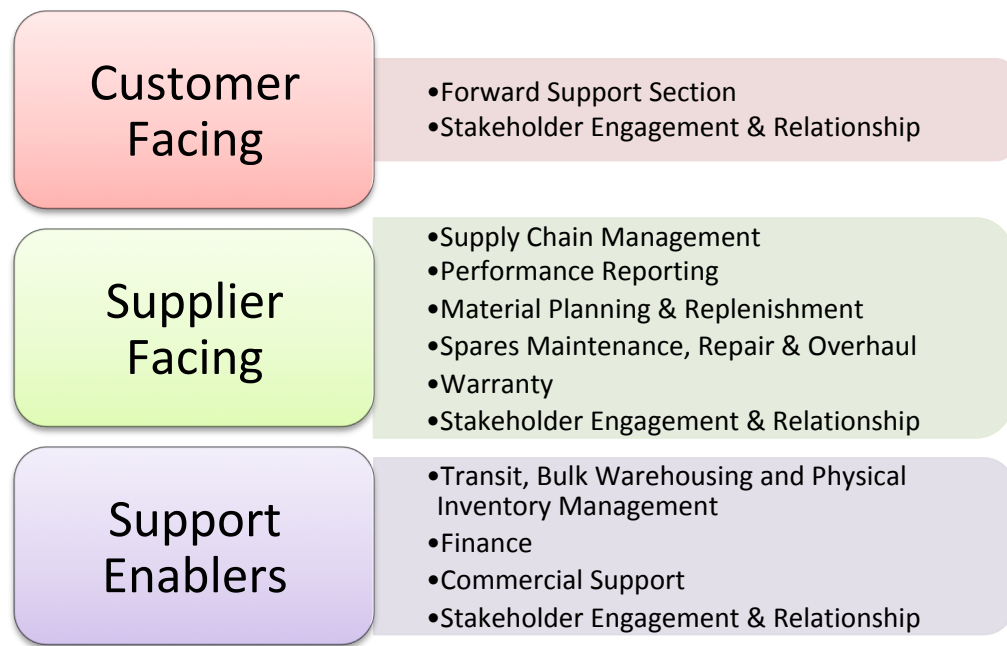 Customer
Facing
•Forward Support Section
•Stakeholder Engagement & Relationship
Supplier
Facing
•Supply Chain Management
•Performance Reporting
•Material Planning & Replenishment
•Spares Maintenance, Repair & Overhaul
•Warranty
•Stakeholder Engagement & Relationship
Support
Enablers
•Transit, Bulk Warehousing and Physical
Inventory Management
•Finance
•Commercial Support
•Stakeholder Engagement & Relationship